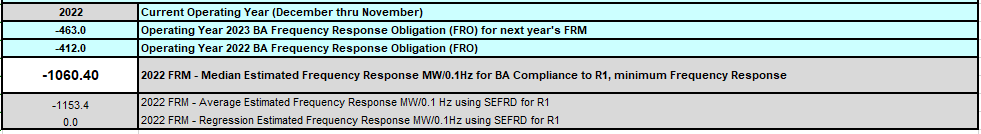 2022 Current Operating Year (December thru November)
-463.0 Operating Year 2023 BA Frequency Response Obligation (FRO) for next year's FRM
-412.0 Operating Year 2022 BA Frequency Response Obligation (FRO)
-1060.40 2022 FRM - Median Estimated Frequency Response MW/0.1Hz for BA Compliance to R1, minimum Frequency Response
-1153.4 2022 FRM - Average Estimated Frequency Response MW/0.1 Hz using SEFRD for R1
0.0 2022 FRM - Regression Estimated Frequency Response MW/0.1Hz using SEFRD for R1